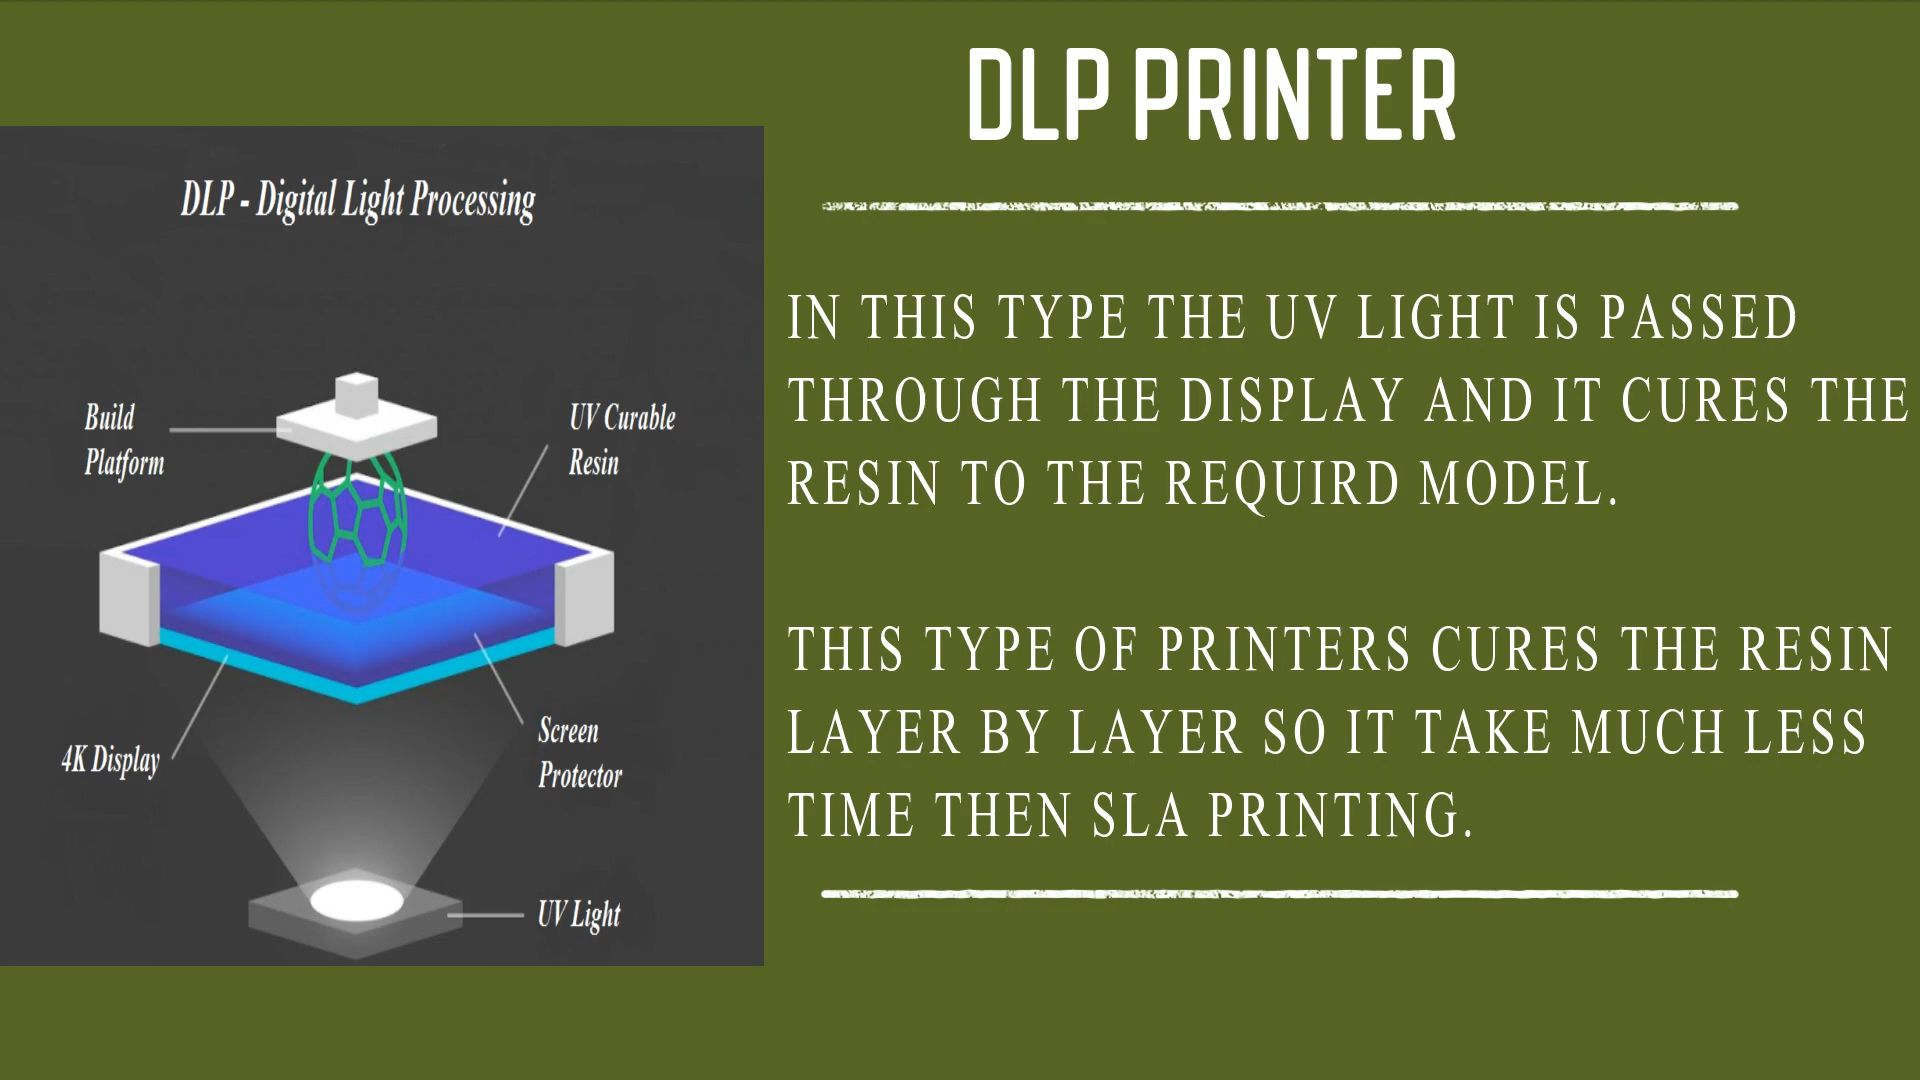 DLP PRINTER
DLP - Digital Light Processing
Build
Platform
UV Curable
Resin
4K Display
Screen
Protector
UV Light
IN THIS TYPE THE UV LIGHT IS PASSED
THROUGH THE DISPLAY AND IT CURES THE
RESIN TO THE REQUIRD MODEL.
THIS TYPE OF PRINTERS CURES THE RESIN
LAYER BY LAYER SO IT TAKE MUCH LESS
TIME THEN SLA PRINTING.